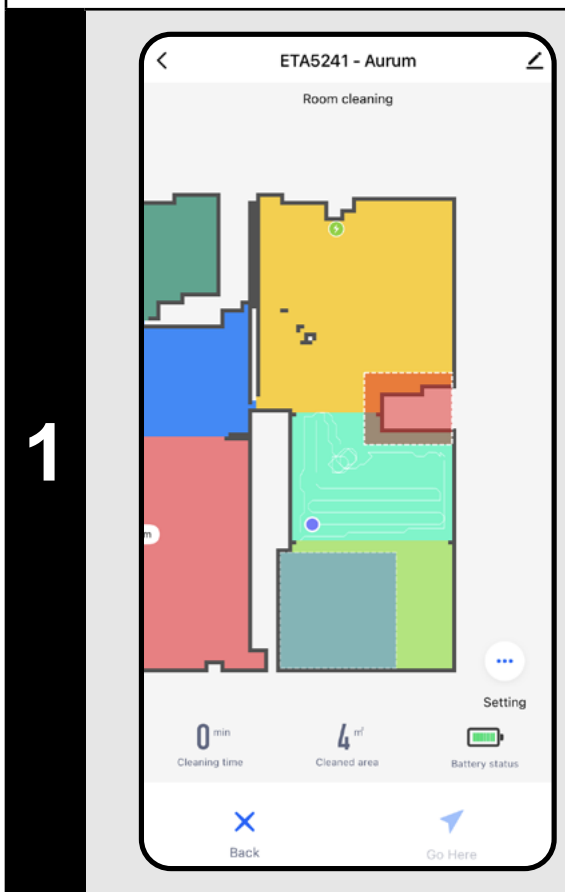 ETA5241 - Aurum
Room cleaning
1
m
Setting
0 min
4 m²
Cleaning time
Cleaned area
Battery status
Back
Go Here